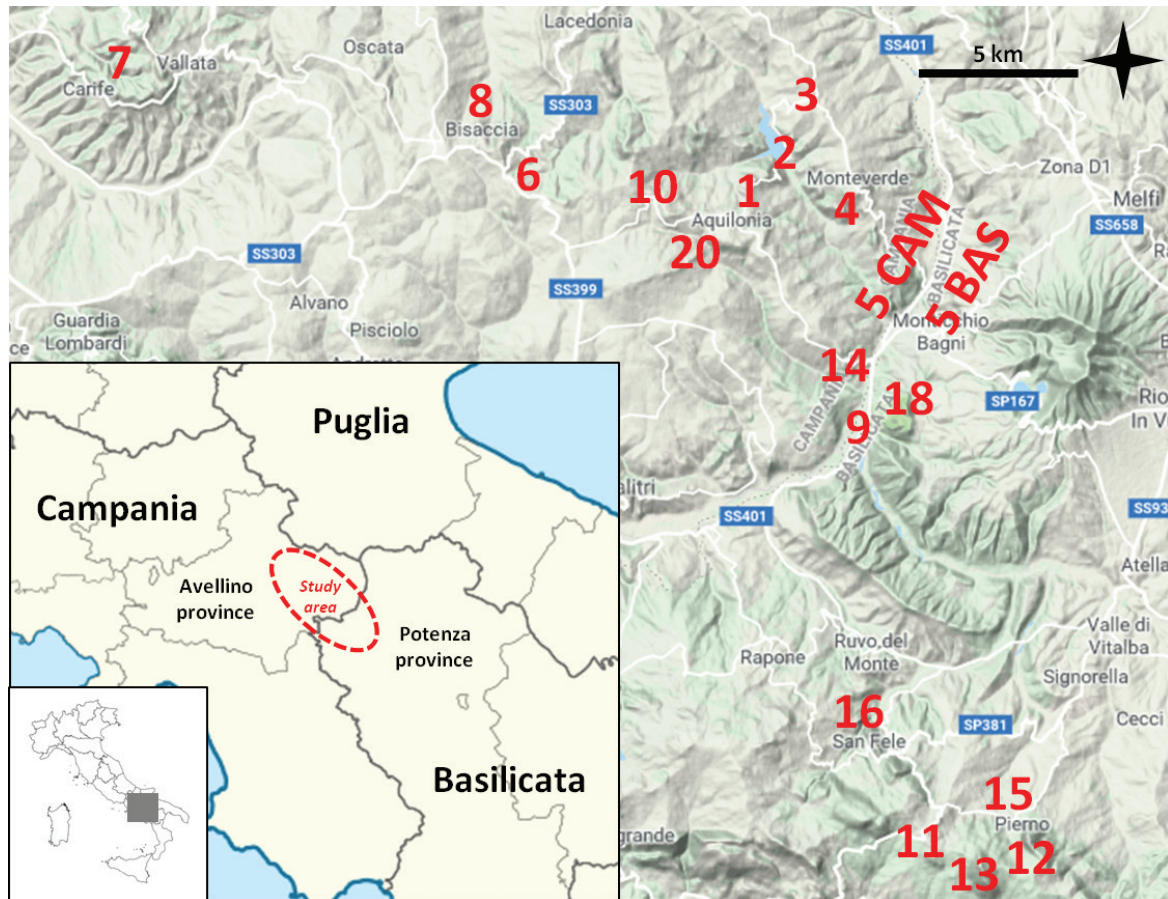 Lacedonia
Oscata
SS401
5 km
7
Vallata
Carife
8
SS303
3
Bisaccia
2
Zona D1
6
10
1
Monteverde
Melfi
4
Aquilonia
SS658
20
CAMPANIA
BASILICATA
5 CAM
5 BAS
SS303
SS399
Alvano
Guardia
Lombardi
Pisciolo
Bagni
14
18
SP167
Rio
In V
CAMPANI
BASILICATA
9
alitri
SS401
SS93
Atella
Puglia
Campania
Avellino
province
Study
area
Potenza
province
Basilicata
Valle di
Vitalba
Ruvo del
Monte
Rapone
Signorella
16
SP381
Cecci
San Fele
15
Pierno
grande
11
12
13